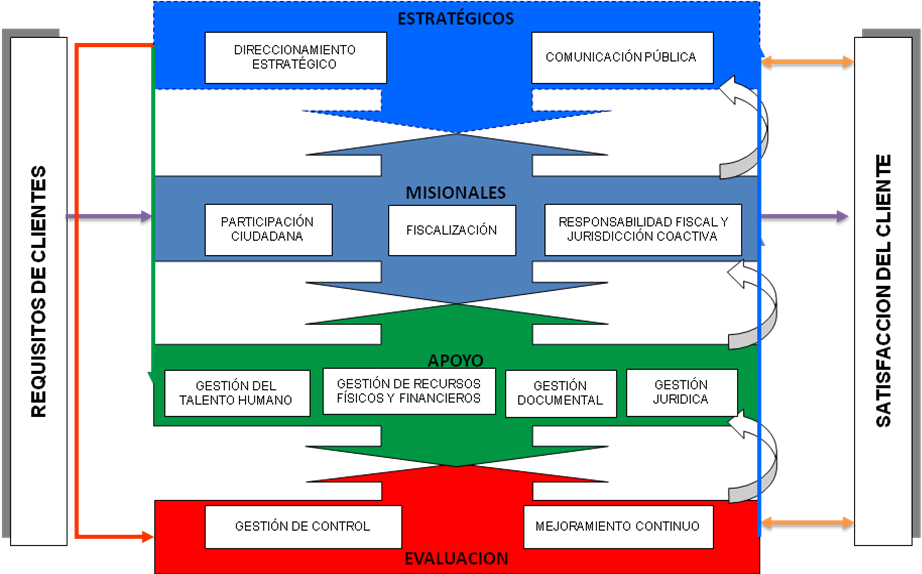 ESTRATÉGICOS
DIRECCIONAMIENTO
ESTRATÉGICO
COMUNICACIÓN PÚBLICA
REQUISITOS DE CLIENTES
SATISFACCION DEL CLIENTE
MISIONALES
PARTICIPACIÓN
CIUDADANA
FISCALIZACIÓN
RESPONSABILIDAD FISCAL Y
JURISDICCIÓN COACTIVA
APOYO
GESTIÓN DEL
TALENTO HUMANO
GESTIÓN DE RECURSOS
FÍSICOS Y FINANCIEROS
GESTIÓN
DOCUMENTAL
GESTIÓN
JURIDICA
GESTIÓN DE CONTROL
MEJORAMIENTO CONTINUO
EVALUACION